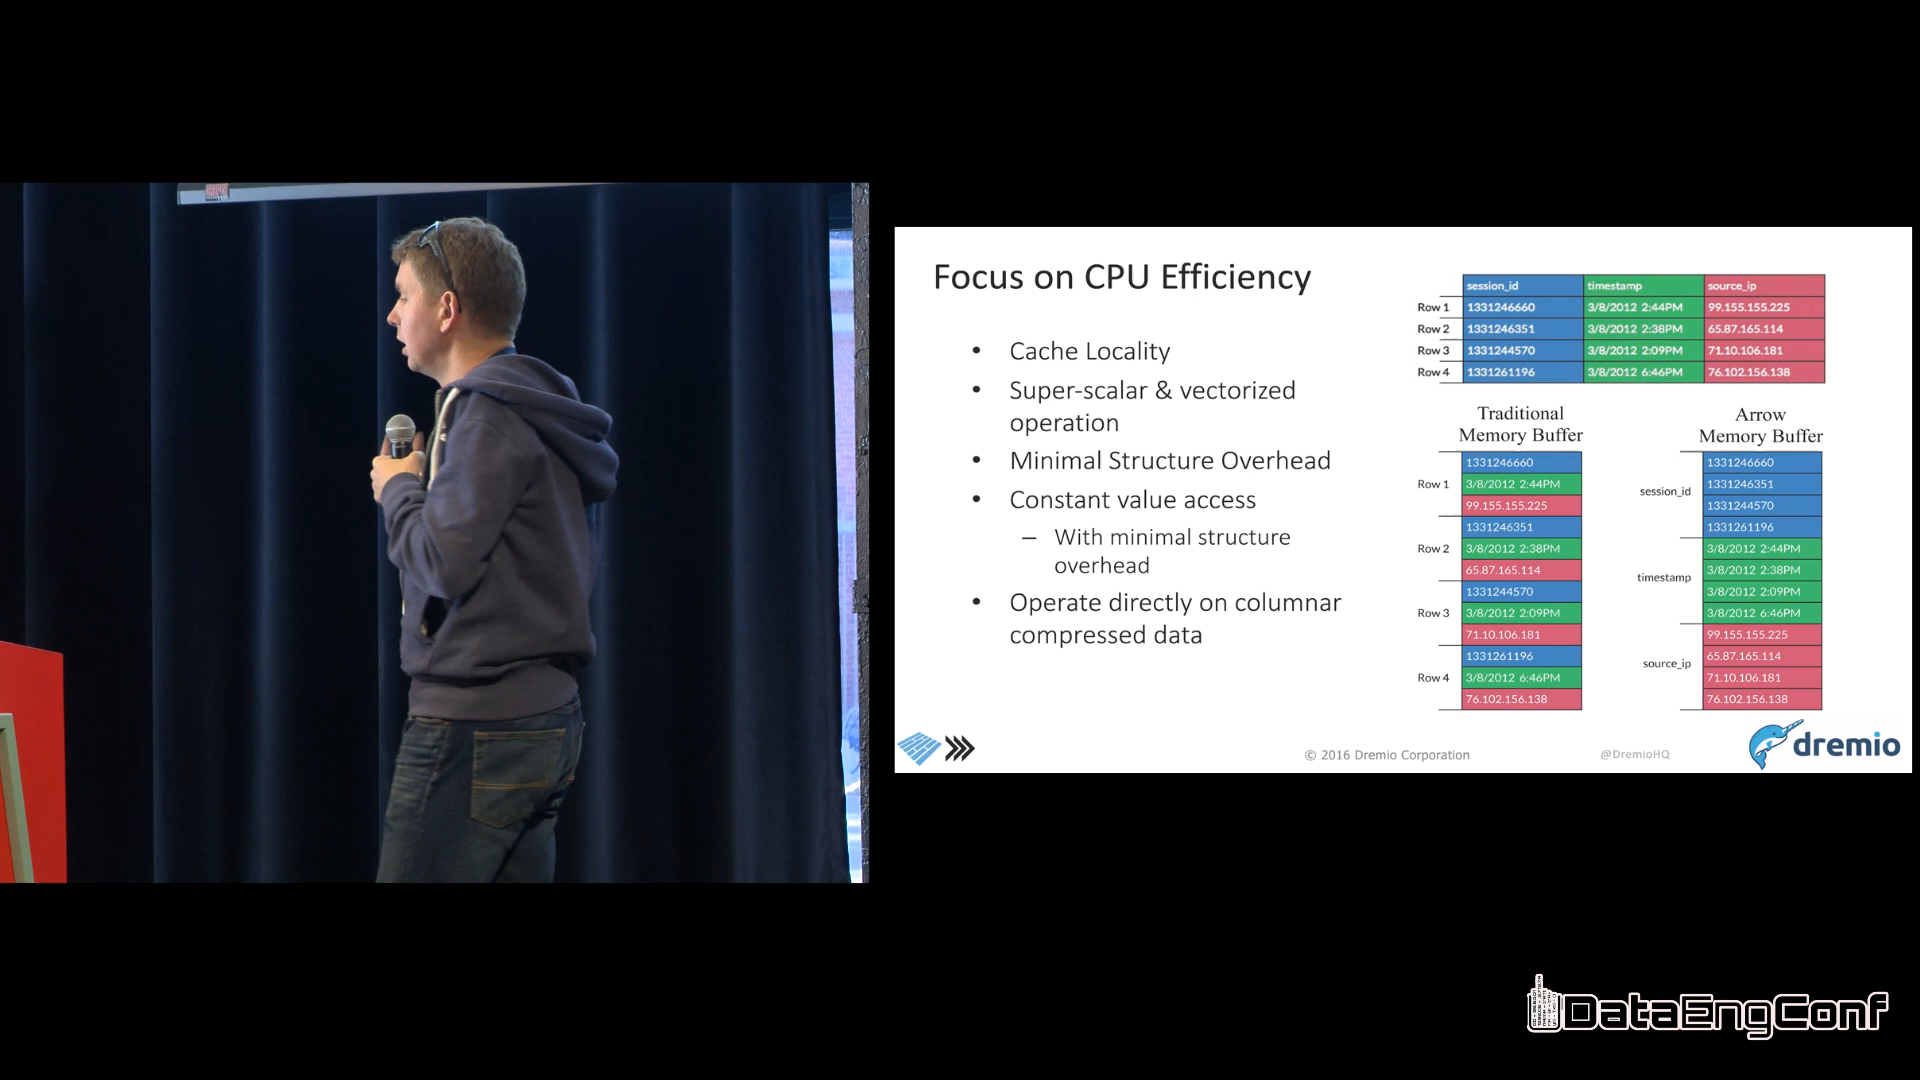 Focus on CPU Efficiency
• Cache Locality
• Super-scalar & vectorized
operation
• Minimal Structure Overhead
• Constant value access
– With minimal structure
overhead
• Operate directly on columnar
compressed data
session_id timestamp source_ip
Row 1 1331246660 3/8/2012 2:44PM 99.155.155.225
Row 2 1331246351 3/8/2012 2:38PM 65.87.165.114
Row 3 1331244570 3/8/2012 2:09PM 71.10.106.181
Row 4 1331261196 3/8/2012 6:46PM 76.102.156.138
Traditional
Memory Buffer
1331246660
Row 1 3/8/2012 2:44PM
99.155.155.225
1331246351
Row 2 3/8/2012 2:38PM
65.87.165.114
1331244570
Row 3 3/8/2012 2:09PM
71.10.106.181
1331261196
Row 4 3/8/2012 6:46PM
76.102.156.138
Arrow
Memory Buffer
session_id
1331246660
1331246351
1331244570
1331261196
timestamp
3/8/2012 2:44PM
3/8/2012 2:38PM
3/8/2012 2:09PM
3/8/2012 6:46PM
source_ip
99.155.155.225
65.87.165.114
71.10.106.181
76.102.156.138
© 2016 Dremio Corporation
@DremioHQ
dremio
DataEngConf